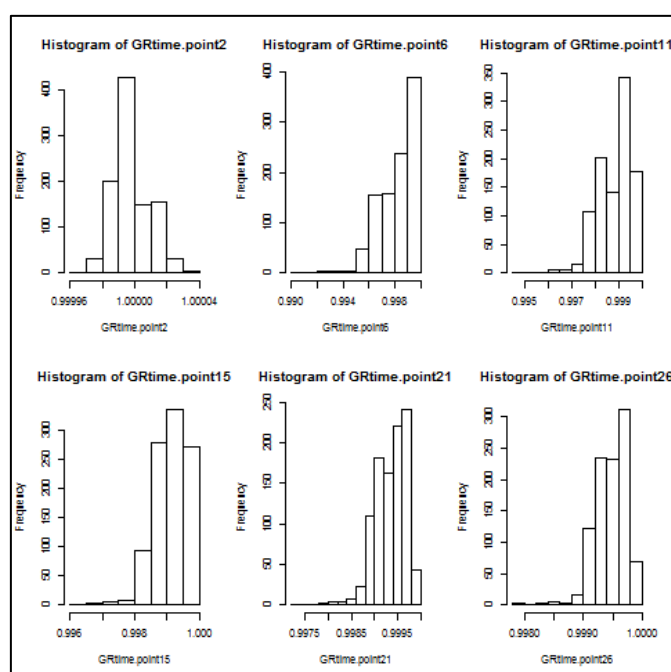 Histogram of GRtime.point2
Frequency
0 100 200 300 400
0.99996 1.00000 1.00004
GRtime.point2
Histogram of GRtime.point6
Frequency
0 100 200 300 400
0.990 0.994 0.998
GRtime.point6
Histogram of GRtime.point11
Frequency
0 50 100 150 200 250 300 350
0.995 0.997 0.999
GRtime.point11
Histogram of GRtime.point15
Frequency
0 50 100 150 200 250 300
0.996 0.998 1.000
GRtime.point15
Histogram of GRtime.point21
Frequency
0 50 100 150 200 250
0.9975 0.9985 0.9995
GRtime.point21
Histogram of GRtime.point26
Frequency
0 50 100 150 200 250 300
0.9980 0.9990 1.0000
GRtime.point26